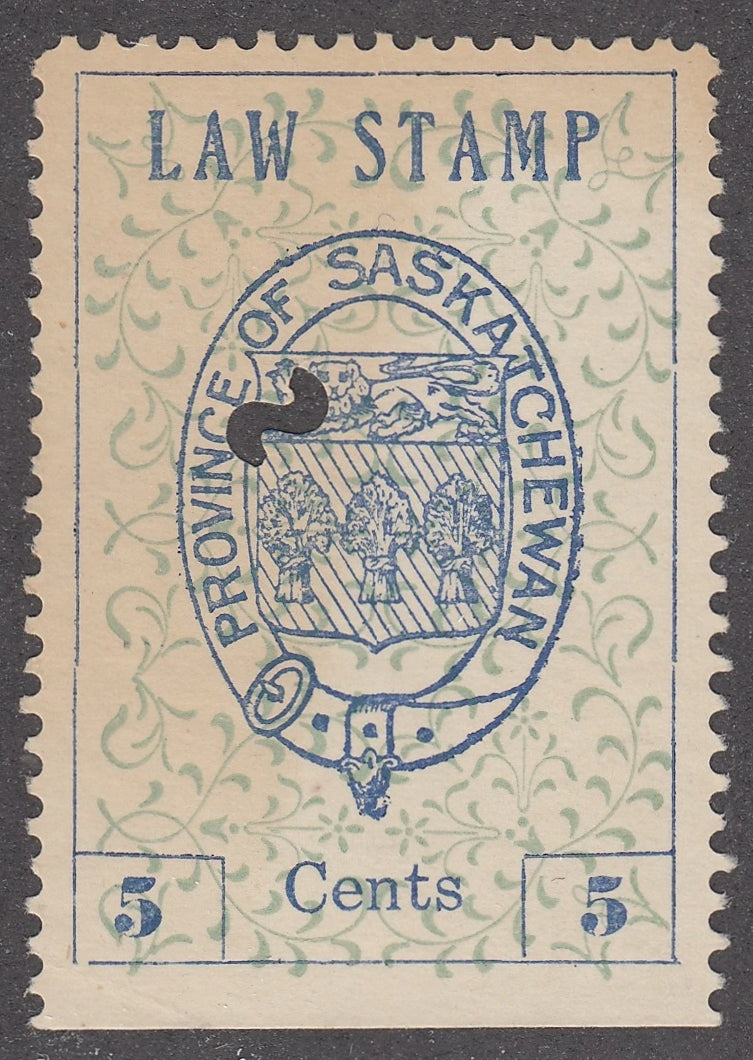 LAW STAMP
PROVINCE OF SASKATCHEWAN
5 Cents 5